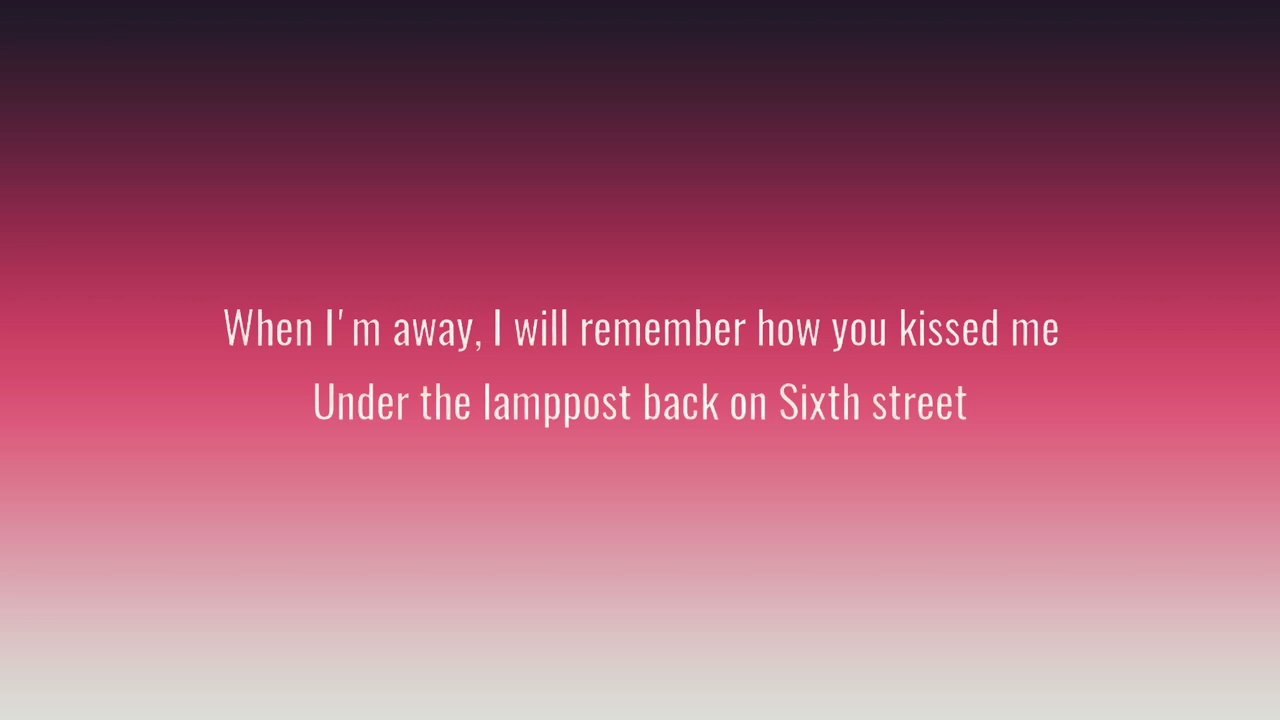 When I'm away, I will remember how you kissed me
Under the lamppost back on Sixth street